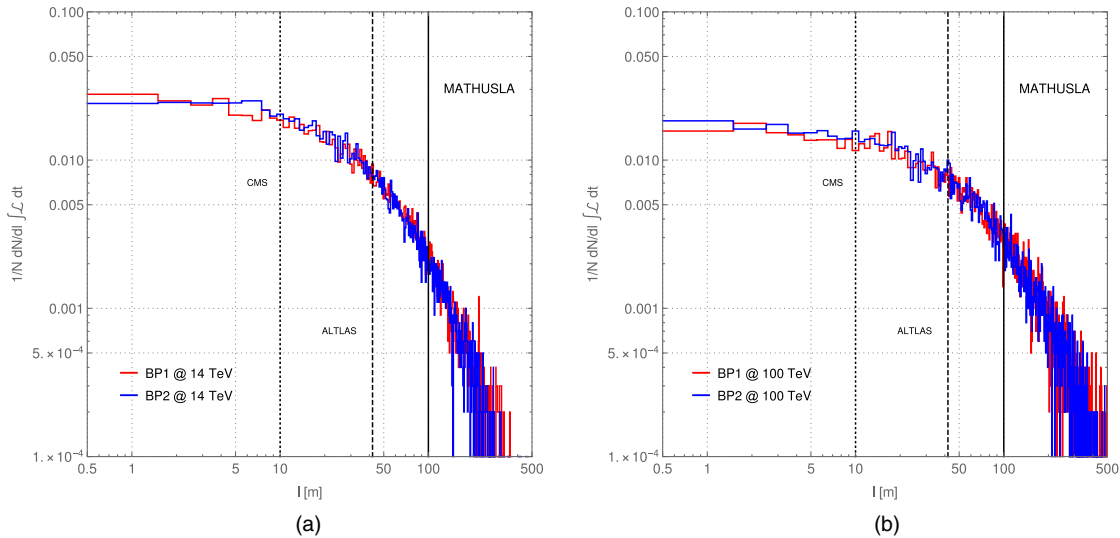 0.100
0.050
0.010
0.005
0.001
5. × 10⁻⁴
1. × 10⁻⁴
1/N dN/dl ∫ℒ dt
MATHUSLA
CMS
ALTLAS
BP1 @ 14 TeV
BP2 @ 14 TeV
0.5 1 5 10 50 100 500
l [m]
(a)
0.100
0.050
0.010
0.005
0.001
5. × 10⁻⁴
1. × 10⁻⁴
1/N dN/dl ∫ℒ dt
MATHUSLA
CMS
ALTLAS
BP1 @ 100 TeV
BP2 @ 100 TeV
0.5 1 5 10 50 100 500
l [m]
(b)